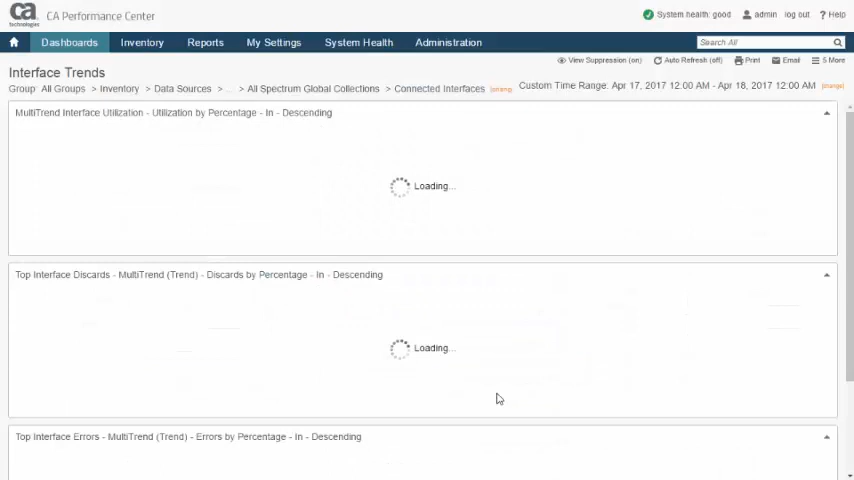 ca technologies CA Performance Center System health: good admin log out ? Help
Dashboards Inventory Reports My Settings System Health Administration Search All
View Suppression (on) Auto Refresh (off) Print Email 5 More
Interface Trends
Group: All Groups > Inventory > Data Sources > ... > All Spectrum Global Collections > Connected Interfaces Custom Time Range: Apr 17, 2017 12:00 AM - Apr 18, 2017 12:00 AM (change)
MultiTrend Interface Utilization - Utilization by Percentage - In - Descending
Loading...
Top Interface Discards - MultiTrend (Trend) - Discards by Percentage - In - Descending
Loading...
Top Interface Errors - MultiTrend (Trend) - Errors by Percentage - In - Descending